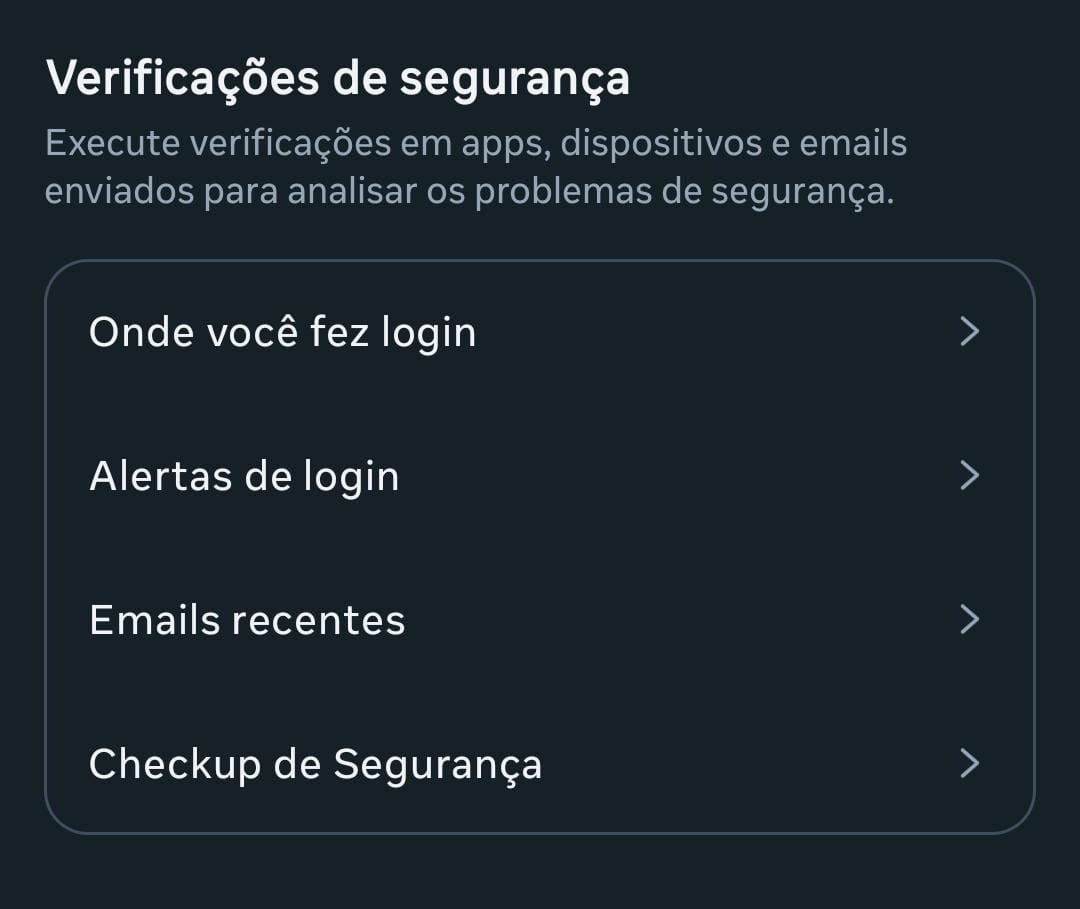 Verificações de segurança
Execute verificações em apps, dispositivos e emails
enviados para analisar os problemas de segurança.
Onde você fez login
Alertas de login
Emails recentes
Checkup de Segurança